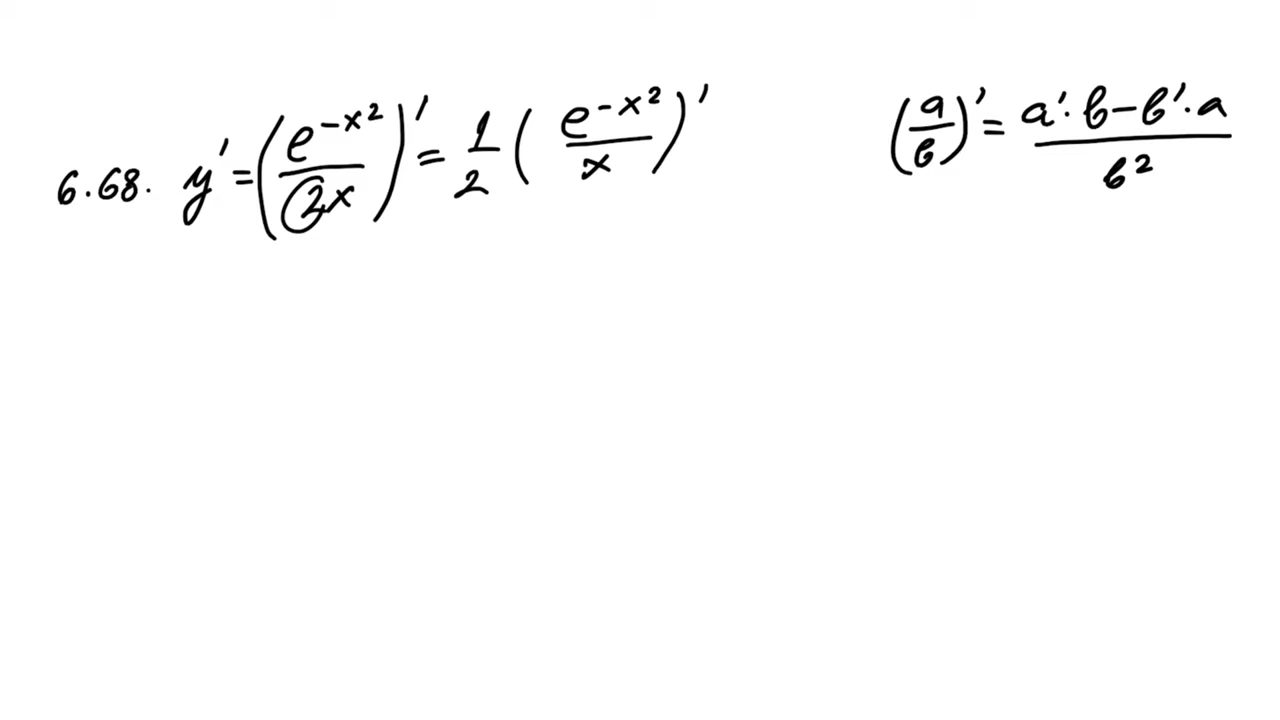 6.68. y' = (e^{-x^2}/2x)' = 1/2 (e^{-x^2}/x)'
(a/b)' = (a'·b − b'·a)/b^2